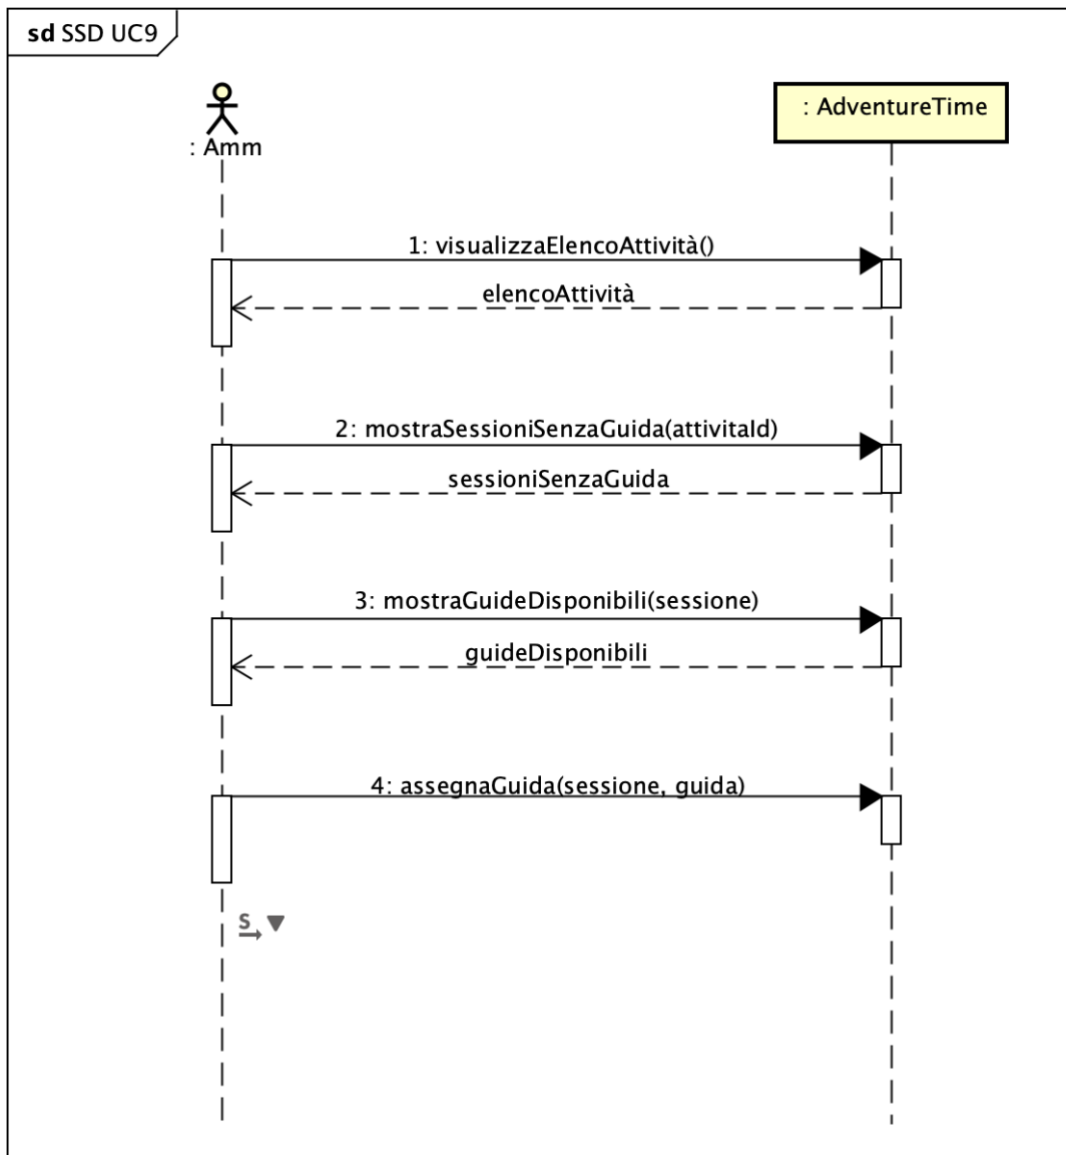 sd SSD UC9
: Amm
: AdventureTime
1: visualizzaElencoAttività()
elencoAttività
2: mostraSessioniSenzaGuida(attivitaId)
sessioniSenzaGuida
3: mostraGuideDisponibili(sessione)
guideDisponibili
4: assegnaGuida(sessione, guida)
S